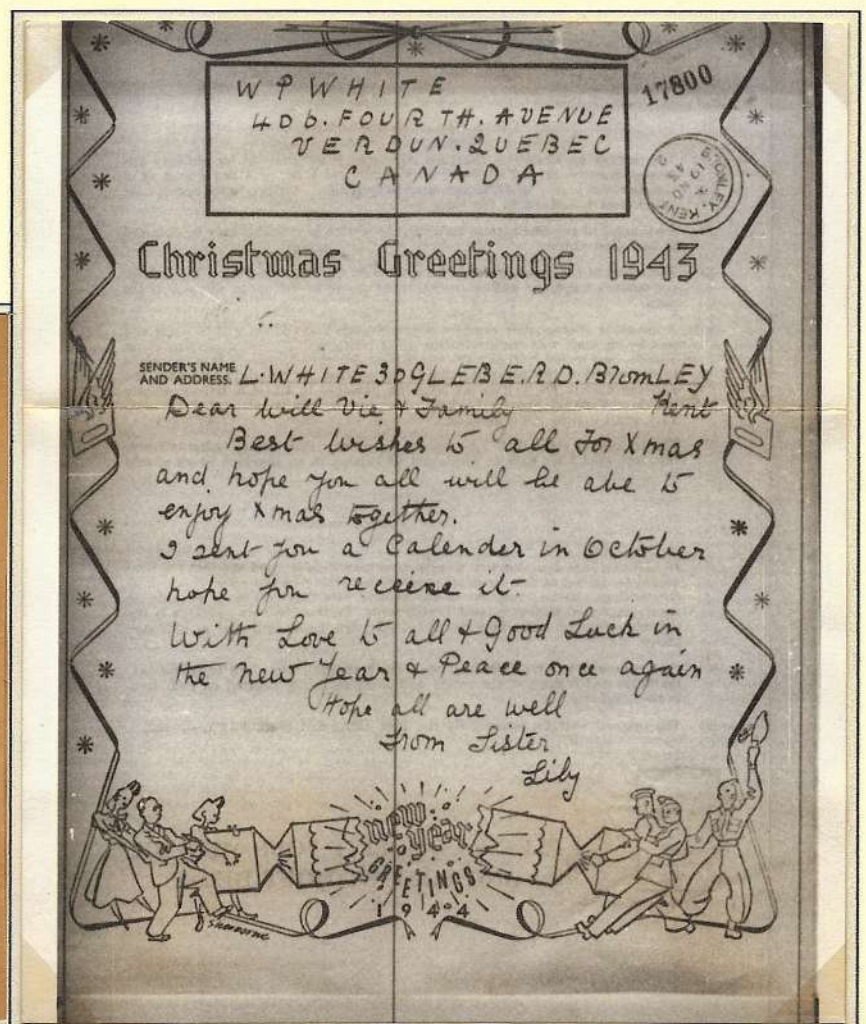 W P WHITE
406. FOURTH. AVENUE
VERDUN. QUEBEC
CANADA
17800
BROMLEY, KENT
Christmas Greetings 1943
SENDER'S NAME
AND ADDRESS. L. WHITE 30 GLEBE. RD. BromLEY
Kent
Dear Will Vie & Family
Best Wishes to all For Xmas
and hope you all will be abe to
enjoy Xmas together.
I sent you a Calender in October
hope you receive it.
With Love to all & Good Luck in
the New Year & Peace once again
Hope all are well
From Sister
Lily
new
year
GREETINGS
1944